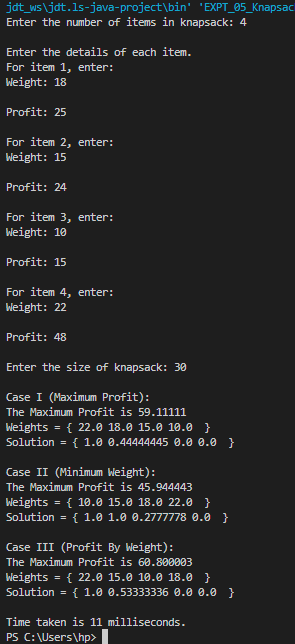 jdt_ws\jdt.ls-java-project\bin' 'EXPT_05_Knapsac
Enter the number of items in knapsack: 4
Enter the details of each item.
For item 1, enter:
Weight: 18
Profit: 25
For item 2, enter:
Weight: 15
Profit: 24
For item 3, enter:
Weight: 10
Profit: 15
For item 4, enter:
Weight: 22
Profit: 48
Enter the size of knapsack: 30
Case I (Maximum Profit):
The Maximum Profit is 59.11111
Weights = { 22.0 18.0 15.0 10.0  }
Solution = { 1.0 0.44444445 0.0 0.0  }
Case II (Minimum Weight):
The Maximum Profit is 45.944443
Weights = { 10.0 15.0 18.0 22.0  }
Solution = { 1.0 1.0 0.2777778 0.0  }
Case III (Profit By Weight):
The Maximum Profit is 60.800003
Weights = { 22.0 15.0 10.0 18.0  }
Solution = { 1.0 0.53333336 0.0 0.0  }
Time taken is 11 milliseconds.
PS C:\Users\hp>